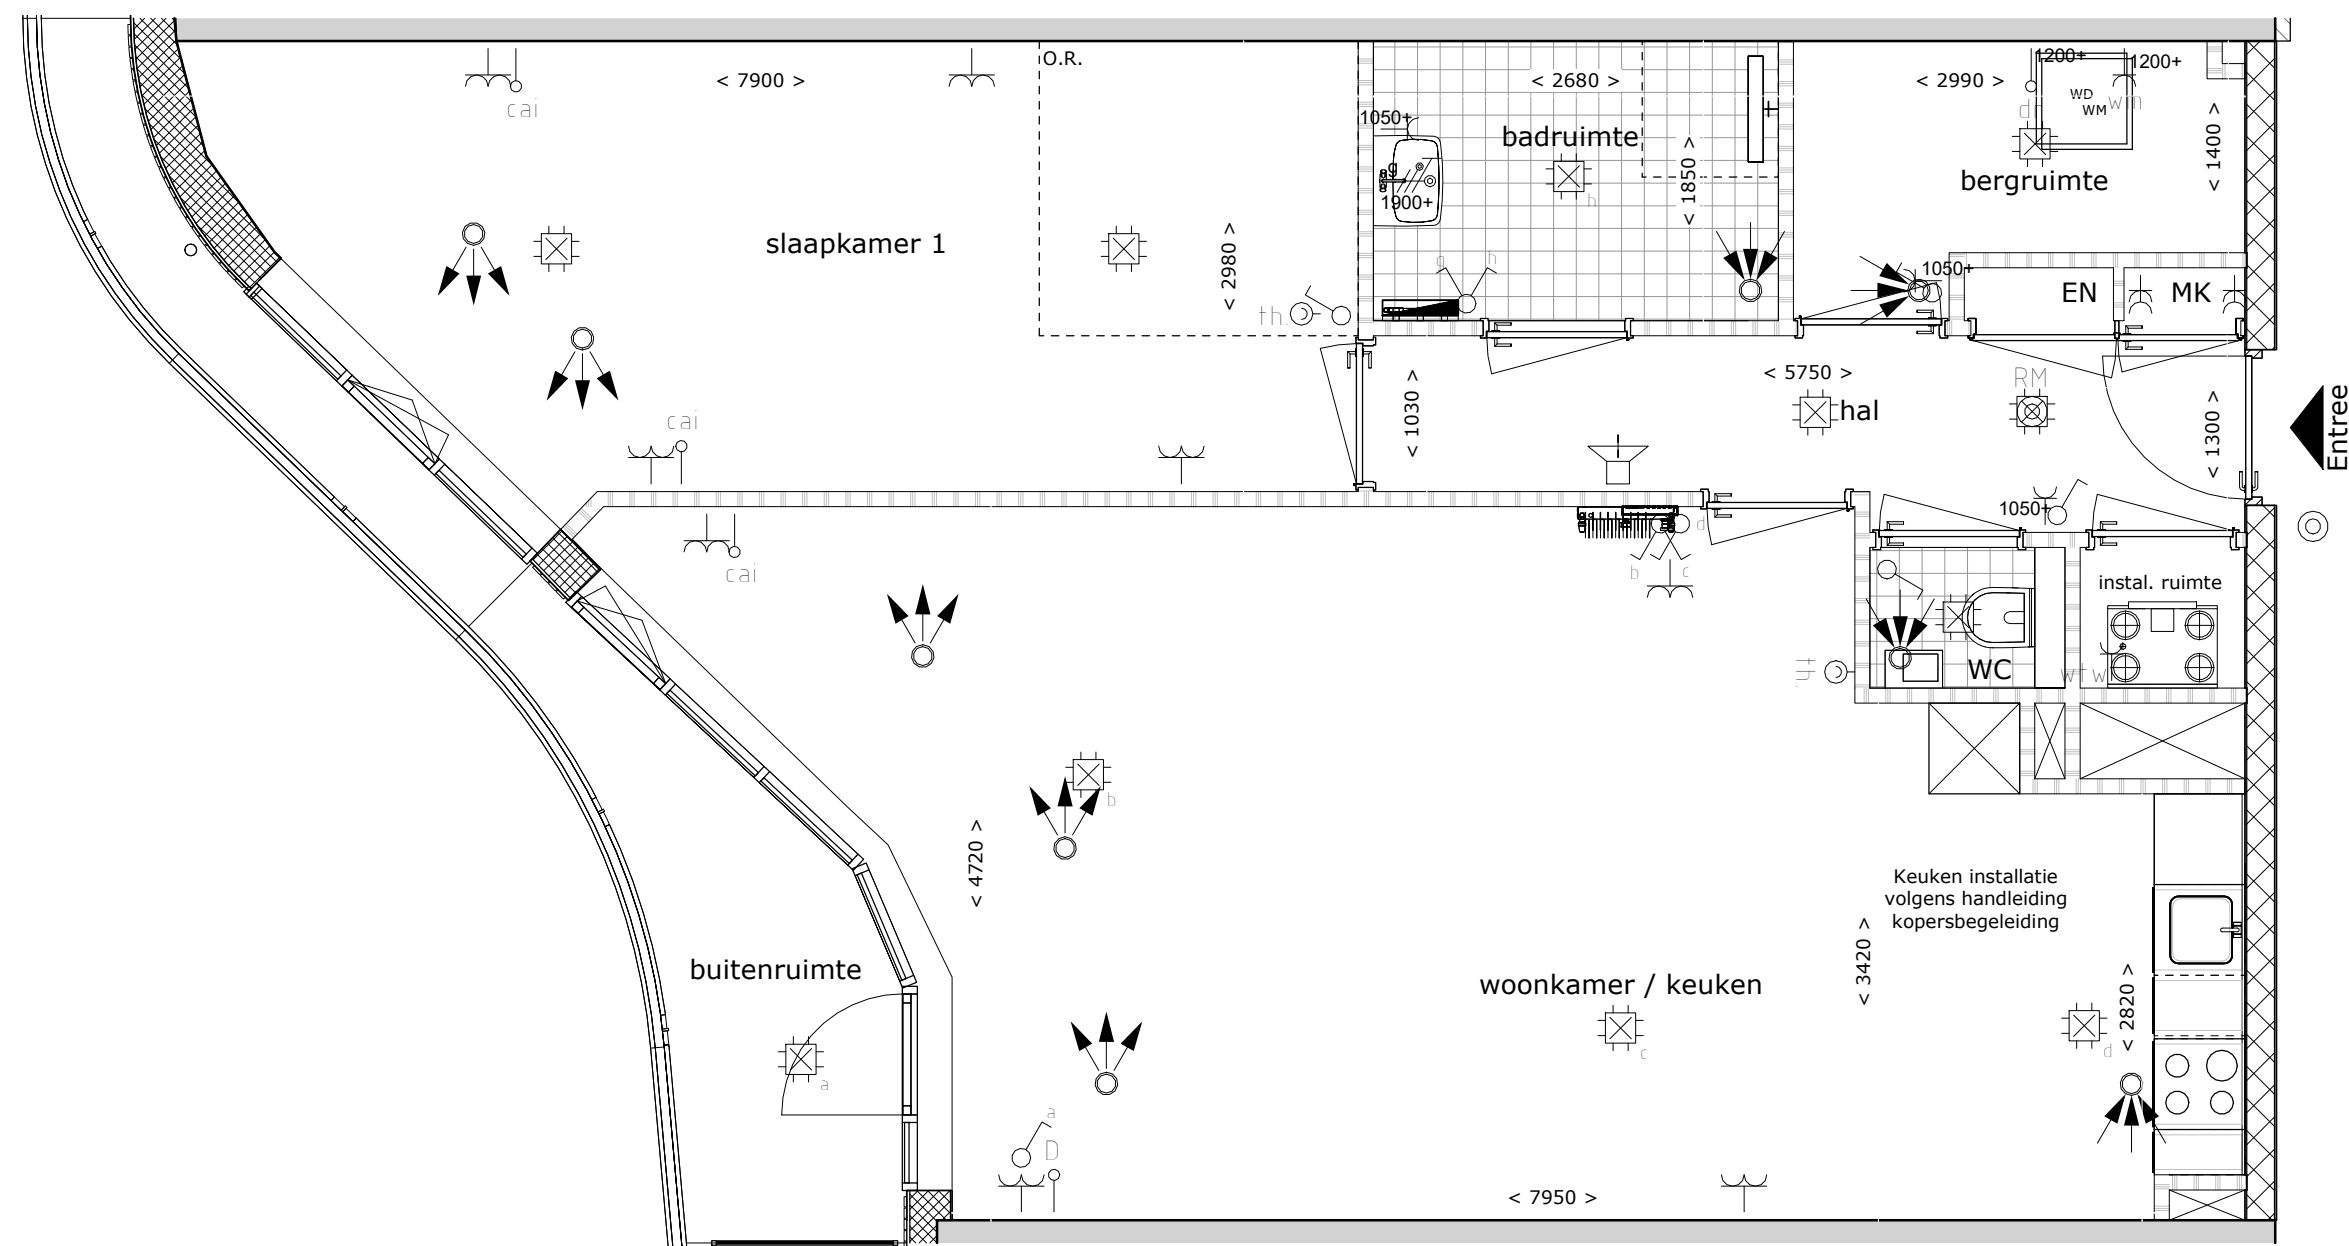 O.R.
< 7900 >
cai
< 2680 >
< 2990 >
1200+
1200+
WD
WM
wm
1050+
badruimte
h
g
1900+
< 1850 >
< 1400 >
bergruimte
slaapkamer 1
< 2980 >
th.
g
h
1050+
EN
MK
< 5750 >
RM
hal
< 1030 >
< 1300 >
Entree
cai
1050+
cai
d
b
c
instal. ruimte
WC
wtw
th.
b
< 4720 >
Keuken installatie
volgens handleiding
kopersbegeleiding
< 3420 >
buitenruimte
woonkamer / keuken
< 2820 >
c
d
a
a
D
< 7950 >